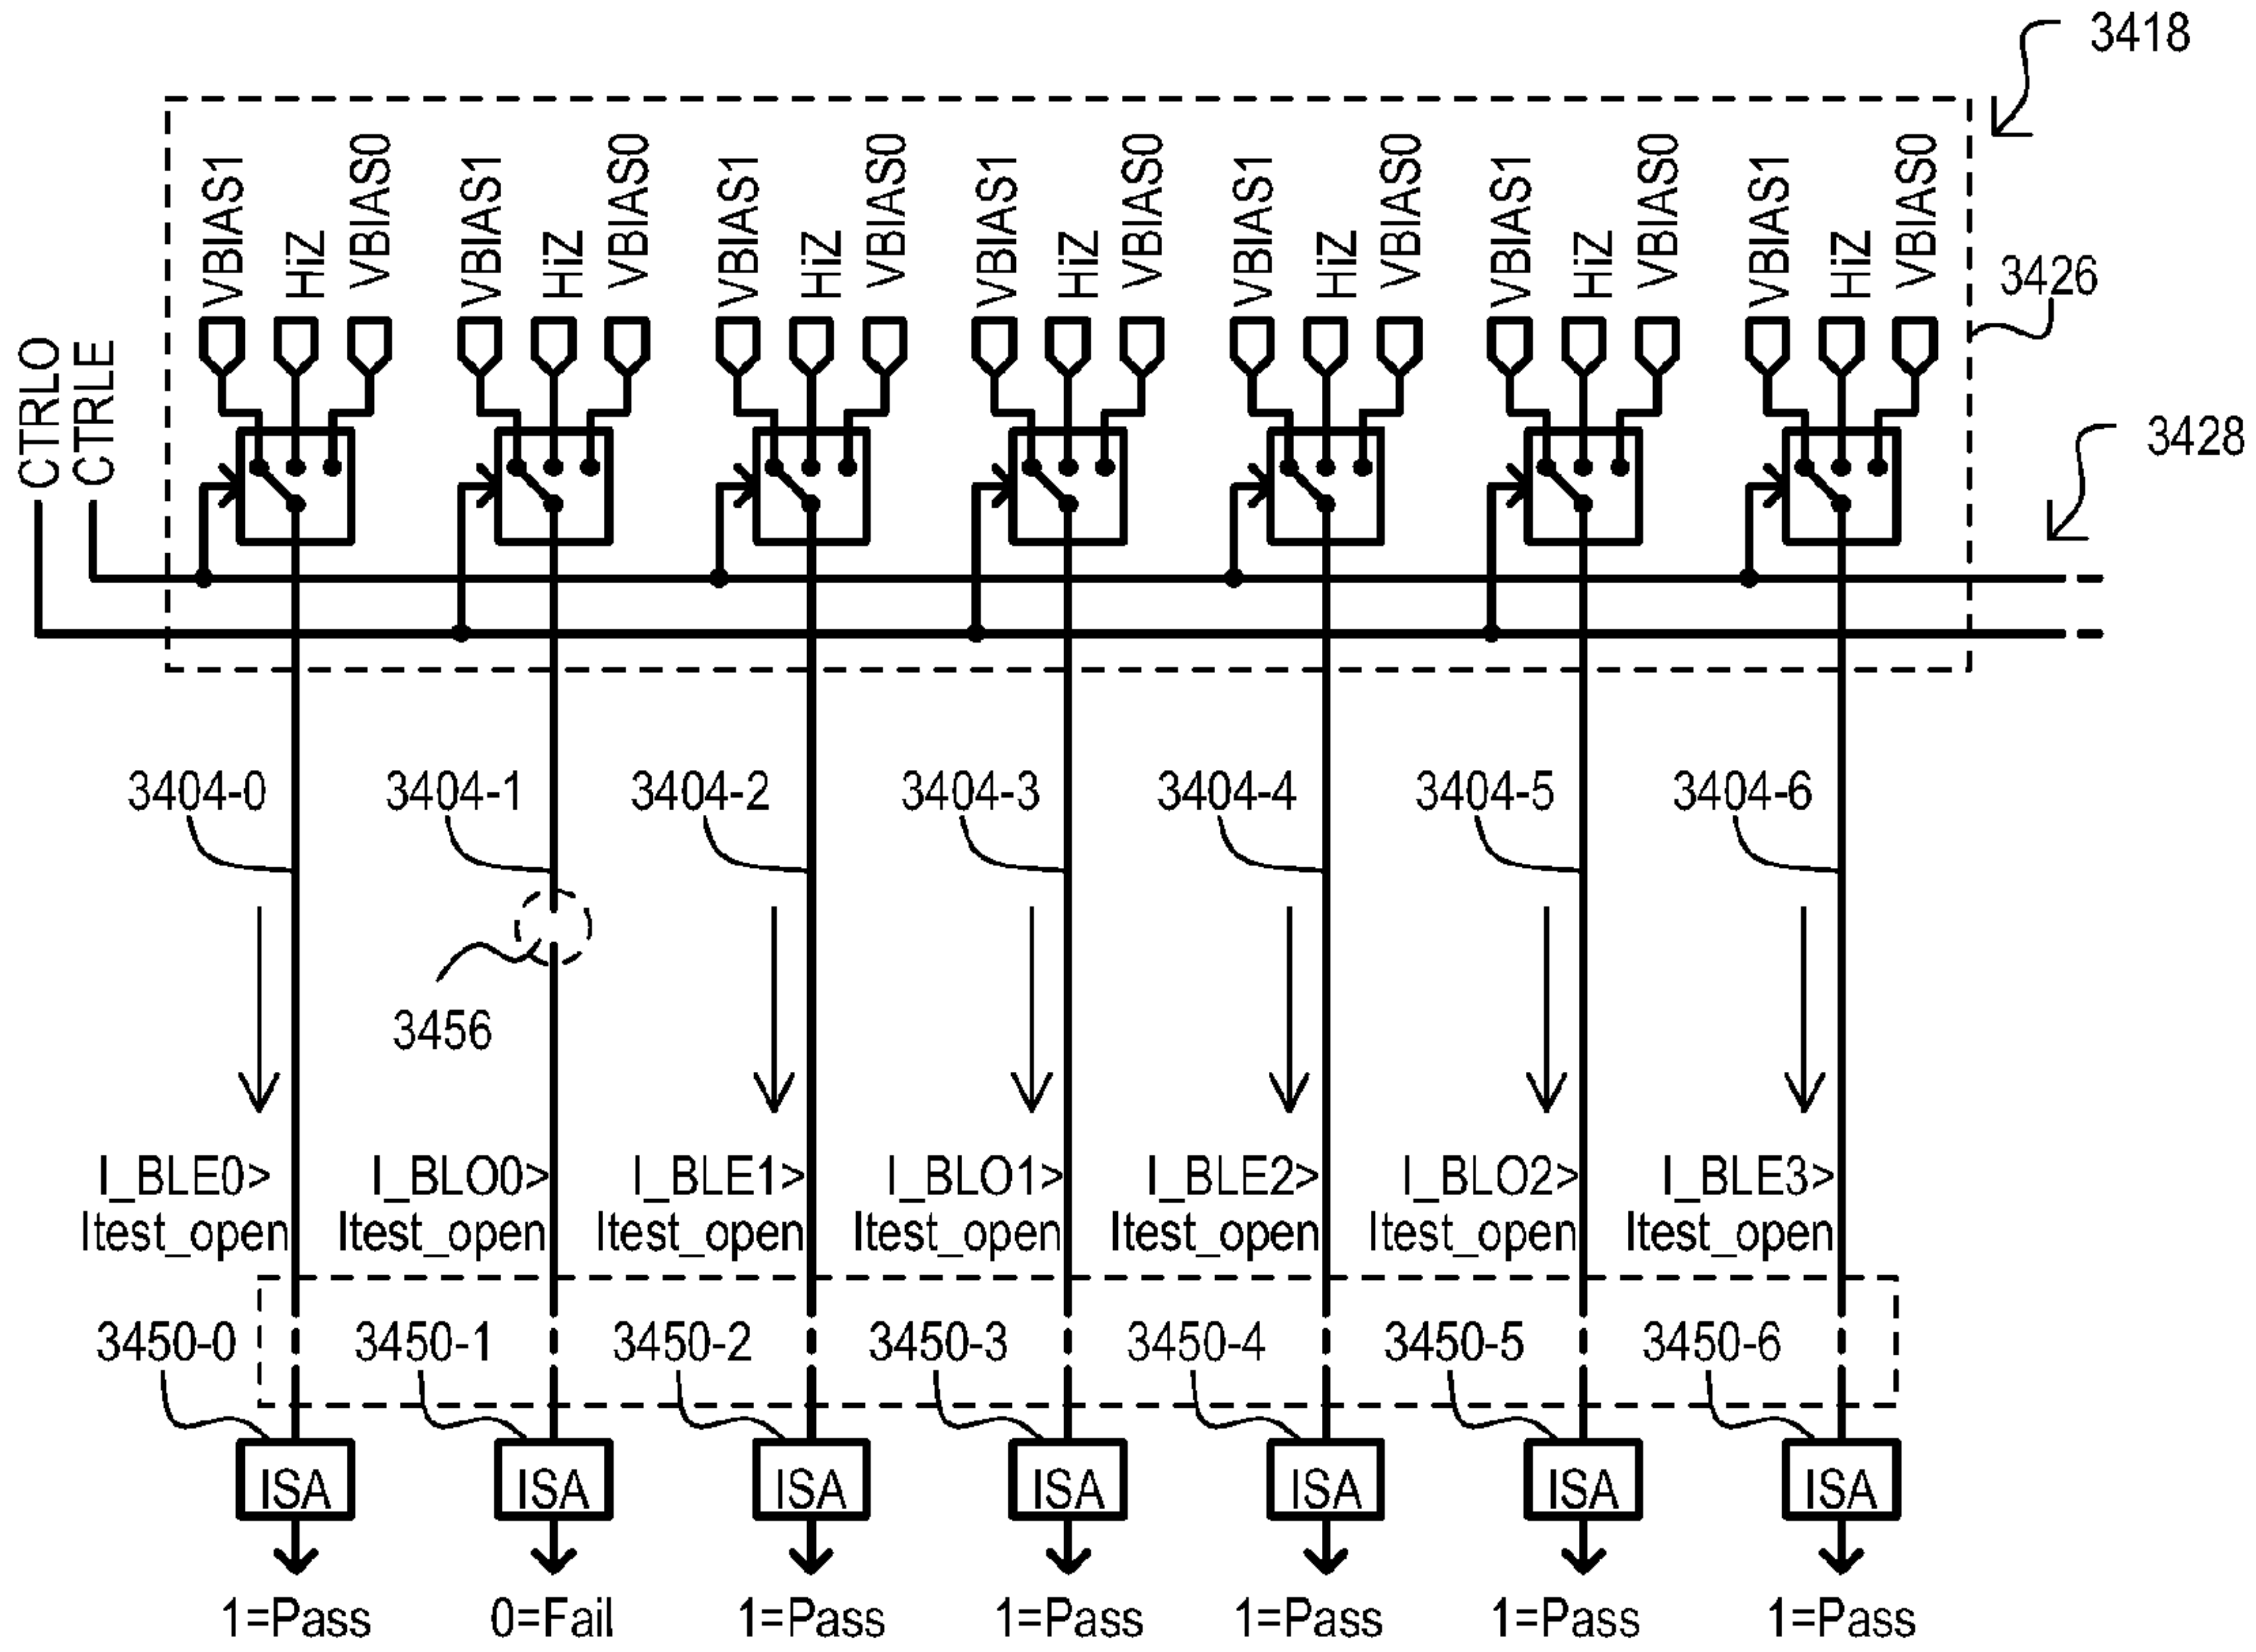 3418
VBIAS1 HiZ VBIAS0 VBIAS1 HiZ VBIAS0 VBIAS1 HiZ VBIAS0 VBIAS1 HiZ VBIAS0 VBIAS1 HiZ VBIAS0 VBIAS1 HiZ VBIAS0 VBIAS1 HiZ VBIAS0
3426
CTRLO
CTRLE
3428
3404-0 3404-1 3404-2 3404-3 3404-4 3404-5 3404-6
3456
I_BLE0> I_BLO0> I_BLE1> I_BLO1> I_BLE2> I_BLO2> I_BLE3>
Itest_open Itest_open Itest_open Itest_open Itest_open Itest_open Itest_open
3450-0 3450-1 3450-2 3450-3 3450-4 3450-5 3450-6
ISA ISA ISA ISA ISA ISA ISA
1=Pass 0=Fail 1=Pass 1=Pass 1=Pass 1=Pass 1=Pass